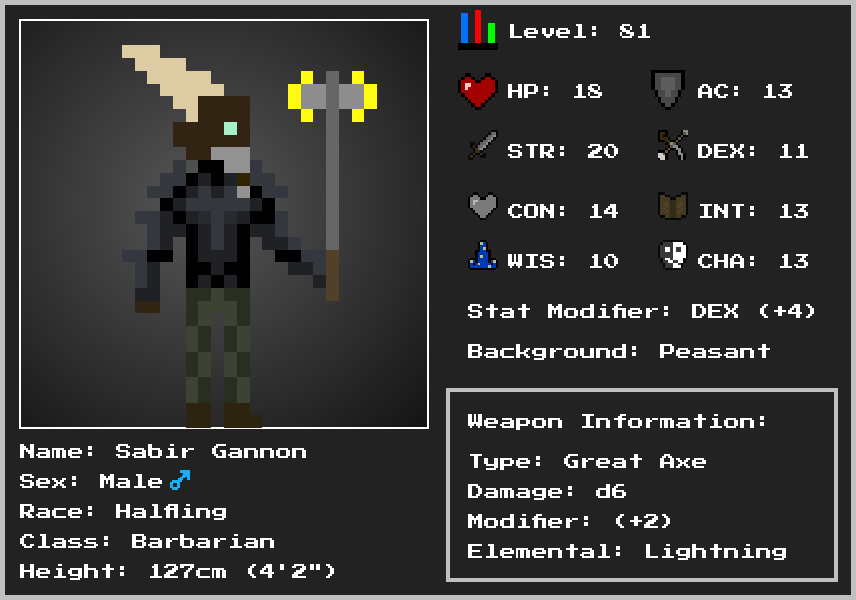 Level: 81
HP: 18
AC: 13
STR: 20
DEX: 11
CON: 14
INT: 13
WIS: 10
CHA: 13
Stat Modifier: DEX (+4)
Background: Peasant
Weapon Information:
Type: Great Axe
Damage: d6
Modifier: (+2)
Elemental: Lightning
Name: Sabir Gannon
Sex: Male ♂
Race: Halfling
Class: Barbarian
Height: 127cm (4'2")